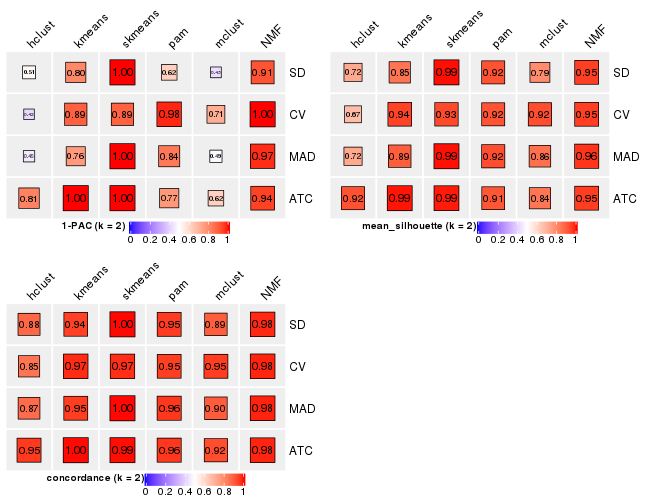 hclust kmeans skmeans pam mclust NMF
0.51 0.80 1.00 0.62 0.91 SD
0.89 0.89 0.98 0.71 1.00 CV
0.45 0.76 1.00 0.84 0.49 0.97 MAD
0.81 1.00 1.00 0.77 0.62 0.94 ATC
1-PAC (k = 2)
0 0.2 0.4 0.6 0.8 1
hclust kmeans skmeans pam mclust NMF
0.72 0.85 0.99 0.92 0.79 0.95 SD
0.67 0.94 0.93 0.92 0.92 0.95 CV
0.72 0.89 0.99 0.92 0.86 0.96 MAD
0.92 0.99 0.99 0.91 0.84 0.95 ATC
mean_silhouette (k = 2)
0 0.2 0.4 0.6 0.8 1
hclust kmeans skmeans pam mclust NMF
0.88 0.94 1.00 0.95 0.89 0.98 SD
0.85 0.97 0.97 0.95 0.95 0.98 CV
0.87 0.95 1.00 0.96 0.90 0.98 MAD
0.95 1.00 0.99 0.96 0.92 0.98 ATC
concordance (k = 2)
0 0.2 0.4 0.6 0.8 1